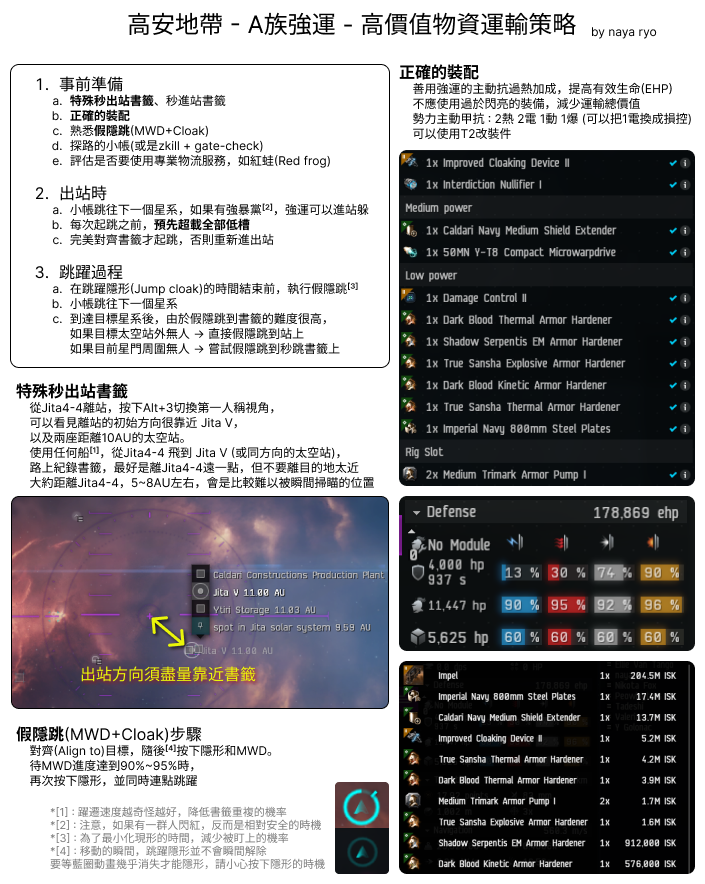 高安地帶 - A族強運 - 高價值物資運輸策略
by naya ryo
1. 事前準備
a. 特殊秒出站書籤、秒進站書籤
b. 正確的裝配
c. 熟悉假隱跳(MWD+Cloak)
d. 探路的小帳(或是zkill + gate-check)
e. 評估是否要使用專業物流服務，如紅蛙(Red frog)
2. 出站時
a. 小帳跳往下一個星系，如果有強暴黨[2]，強運可以進站躲
b. 每次起跳之前，預先超載全部低槽
c. 完美對齊書籤才起跳，否則重新進出站
3. 跳躍過程
a. 在跳躍隱形(Jump cloak)的時間結束前，執行假隱跳[3]
b. 小帳跳往下一個星系
c. 到達目標星系後，由於假隱跳到書籤的難度很高，
如果目標太空站外無人 → 直接假隱跳到站上
如果目前星門周圍無人 → 嘗試假隱跳到秒跳書籤上
特殊秒出站書籤
從Jita4-4離站，按下Alt+3切換第一人稱視角，
可以看見離站的初始方向很靠近 Jita V，
以及兩座距離10AU的太空站。
使用任何船[1]，從Jita4-4 飛到 Jita V (或同方向的太空站)，
路上紀錄書籤，最好是離Jita4-4遠一點，但不要離目的地太近
大約距離Jita4-4，5~8AU左右，會是比較難以被瞬間掃瞄的位置
Caldari Constructions Production Plant
Jita V 11.00 AU
Ytiri Storage 11.03 AU
spot in Jita solar system 9.59 AU
Jita V 11.00 AU
出站方向須盡量靠近書籤
假隱跳(MWD+Cloak)步驟
對齊(Align to)目標，隨後[4]按下隱形和MWD。
待MWD進度達到90%~95%時，
再次按下隱形，並同時連點跳躍
*[1]：躍遷速度越奇怪越好，降低書籤重複的機率
*[2]：注意，如果有一群人閃紅，反而是相對安全的時機
*[3]：為了最小化現形的時間，減少被盯上的機率
*[4]：移動的瞬間，跳躍隱形並不會瞬間解除
要等藍圈動畫幾乎消失才能隱形，請小心按下隱形的時機
正確的裝配
善用強運的主動抗過熱加成，提高有效生命(EHP)
不應使用過於閃亮的裝備，減少運輸總價值
勢力主動甲抗：2熱 2電 1動 1爆 (可以把1電換成損控)
可以使用T2改裝件
1x Improved Cloaking Device II
1x Interdiction Nullifier I
Medium power
1x Caldari Navy Medium Shield Extender
1x 50MN Y-T8 Compact Microwarpdrive
Low power
1x Damage Control II
1x Dark Blood Thermal Armor Hardener
1x Shadow Serpentis EM Armor Hardener
1x True Sansha Explosive Armor Hardener
1x Dark Blood Kinetic Armor Hardener
1x True Sansha Thermal Armor Hardener
1x Imperial Navy 800mm Steel Plates
Rig Slot
2x Medium Trimark Armor Pump I
Defense 178,869 ehp
No Module
0
4,000 hp
937 s
13 % 30 % 74 % 90 %
11,447 hp 90 % 95 % 92 % 96 %
5,625 hp 60 % 60 % 60 % 60 %
Impel 1x 204.5M ISK
Imperial Navy 800mm Steel Plates 1x 17.4M ISK
Caldari Navy Medium Shield Extender 1x 13.7M ISK
Improved Cloaking Device II 1x 5.2M ISK
True Sansha Thermal Armor Hardener 1x 4.2M ISK
Dark Blood Thermal Armor Hardener 1x 3.9M ISK
Medium Trimark Armor Pump I 2x 1.7M ISK
True Sansha Explosive Armor Hardener 1x 1.6M ISK
Shadow Serpentis EM Armor Hardener 1x 912,000 ISK
Dark Blood Kinetic Armor Hardener 1x 576,000 ISK